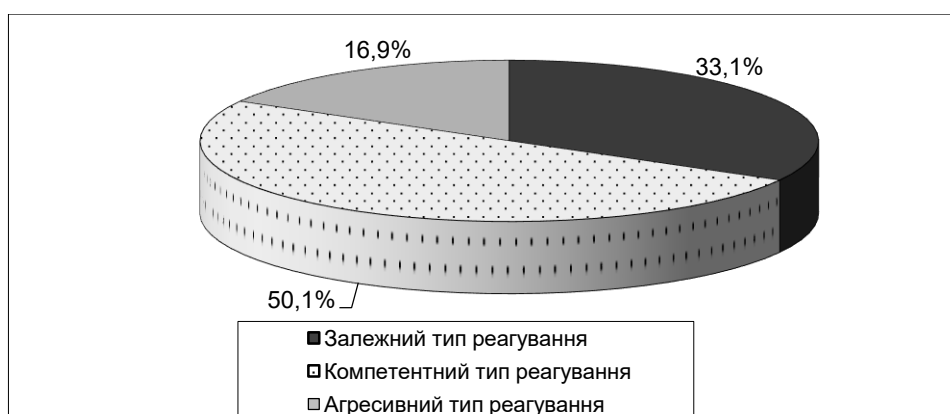 16,9%
33,1%
50,1%
Залежний тип реагування
Компетентний тип реагування
Агресивний тип реагування